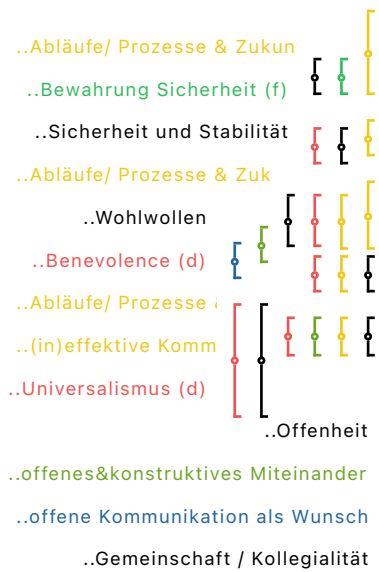 ..Abläufe/ Prozesse & Zukun
..Bewahrung Sicherheit (f)
..Sicherheit und Stabilität
..Abläufe/ Prozesse & Zuk
..Wohlwollen
..Benevolence (d)
..Abläufe/ Prozesse &
..(in)effektive Komm
..Universalismus (d)
..Offenheit
..offenes&konstruktives Miteinander
..offene Kommunikation als Wunsch
..Gemeinschaft / Kollegialität